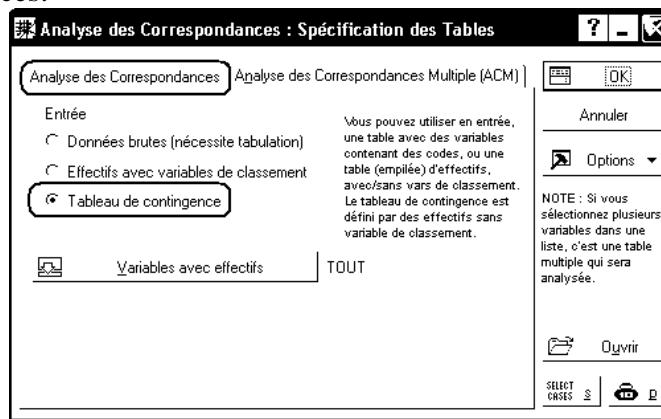 Analyse des Correspondances : Spécification des Tables
Analyse des Correspondances
Analyse des Correspondances Multiple (ACM)
Entrée
Données brutes (nécessite tabulation)
Effectifs avec variables de classement
Tableau de contingence
Vous pouvez utiliser en entrée,
une table avec des variables
contenant des codes, ou une
table (empilée) d'effectifs,
avec/sans vars de classement.
Le tableau de contingence est
défini par des effectifs sans
variable de classement.
Variables avec effectifs
TOUT
OK
Annuler
Options
NOTE : Si vous
sélectionnez plusieurs
variables dans une
liste, c'est une table
multiple qui sera
analysée.
Ouvrir
SELECT
CASES
S